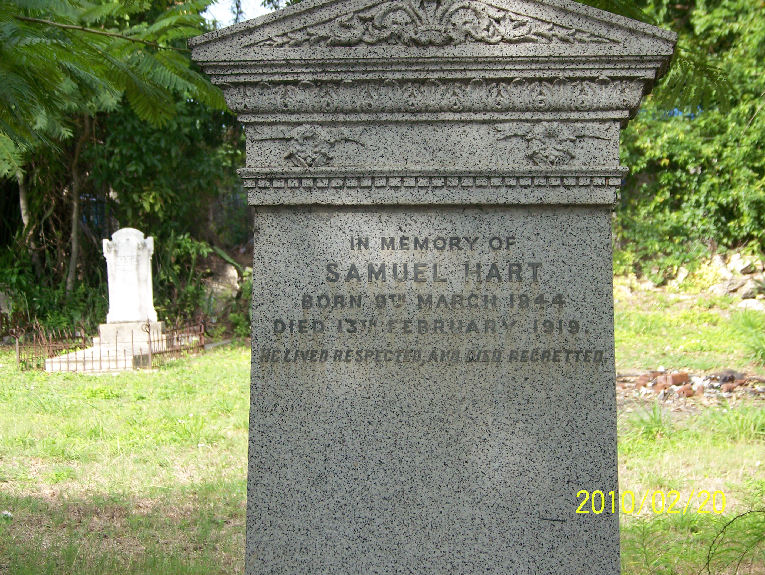 IN MEMORY OF
SAMUEL HART
BORN 9TH MARCH 1844
DIED 13TH FEBRUARY 1919.
HE LIVED RESPECTED AND DIED REGRETTED.
2010/02/20